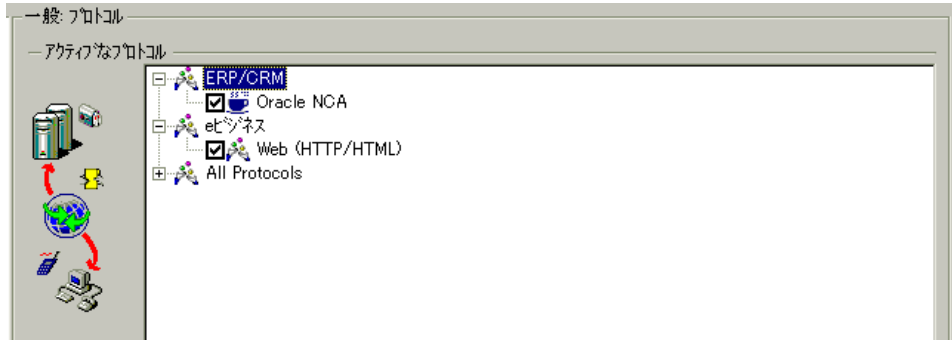 一般: プロトコル
アクティブなプロトコル
ERP/CRM
Oracle NCA
eビジネス
Web (HTTP/HTML)
All Protocols